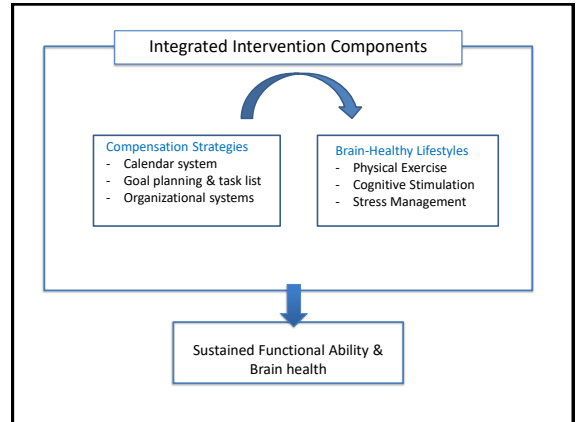 Integrated Intervention Components
Compensation Strategies
- Calendar system
- Goal planning & task list
- Organizational systems
Brain-Healthy Lifestyles
- Physical Exercise
- Cognitive Stimulation
- Stress Management
Sustained Functional Ability &
Brain health